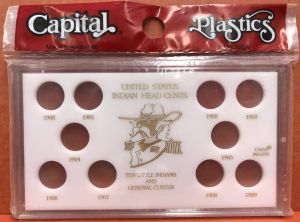 Capital Plastics
UNITED STATES
INDIAN HEAD CENTS
1900 1901 1902 1903
1904 1905
TEN LITTLE INDIANS
AND
GENERAL CUSTER
1906 1907 1908 1909
Capital